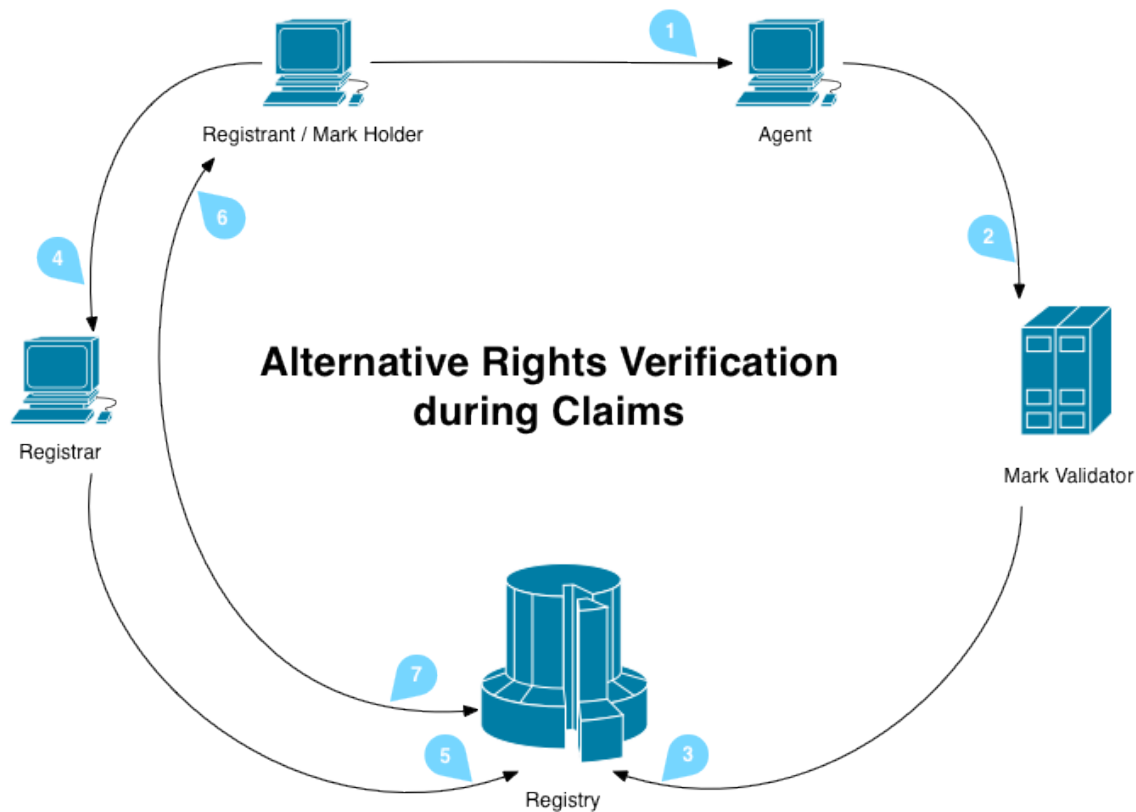 1
Registrant / Mark Holder
Agent
6
2
4
Alternative Rights Verification
during Claims
Registrar
Mark Validator
7
5
3
Registry